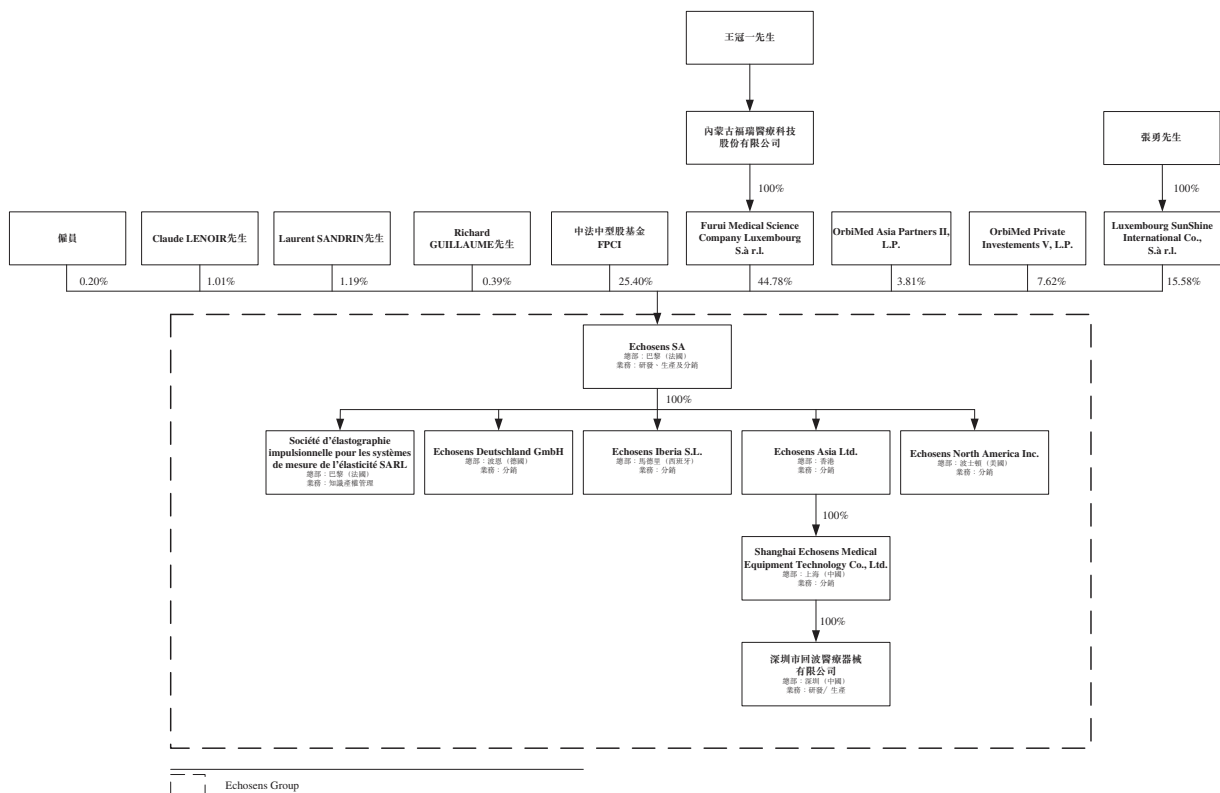 王冠一先生
內蒙古福瑞醫療科技
股份有限公司
張勇先生
100%
100%
僱員
Claude LENOIR先生
Laurent SANDRIN先生
Richard
GUILLAUME先生
中法中型股基金
FPCI
Furui Medical Science
Company Luxembourg
S.à r.l.
OrbiMed Asia Partners II,
L.P.
OrbiMed Private
Investements V, L.P.
Luxembourg SunShine
International Co.,
S.à r.l.
0.20%
1.01%
1.19%
0.39%
25.40%
44.78%
3.81%
7.62%
15.58%
Echosens SA
總部：巴黎（法國）
業務：研發、生產及分銷
100%
Société d’élastographie
impulsionnelle pour les systèmes
de mesure de l’élasticité SARL
總部：巴黎（法國）
業務：知識產權管理
Echosens Deutschland GmbH
總部：波恩（德國）
業務：分銷
Echosens Iberia S.L.
總部：馬德里（西班牙）
業務：分銷
Echosens Asia Ltd.
總部：香港
業務：分銷
Echosens North America Inc.
總部：波士頓（美國）
業務：分銷
100%
Shanghai Echosens Medical
Equipment Technology Co., Ltd.
總部：上海（中國）
業務：分銷
100%
深圳市回波醫療器械
有限公司
總部：深圳（中國）
業務：研發/ 生產
Echosens Group